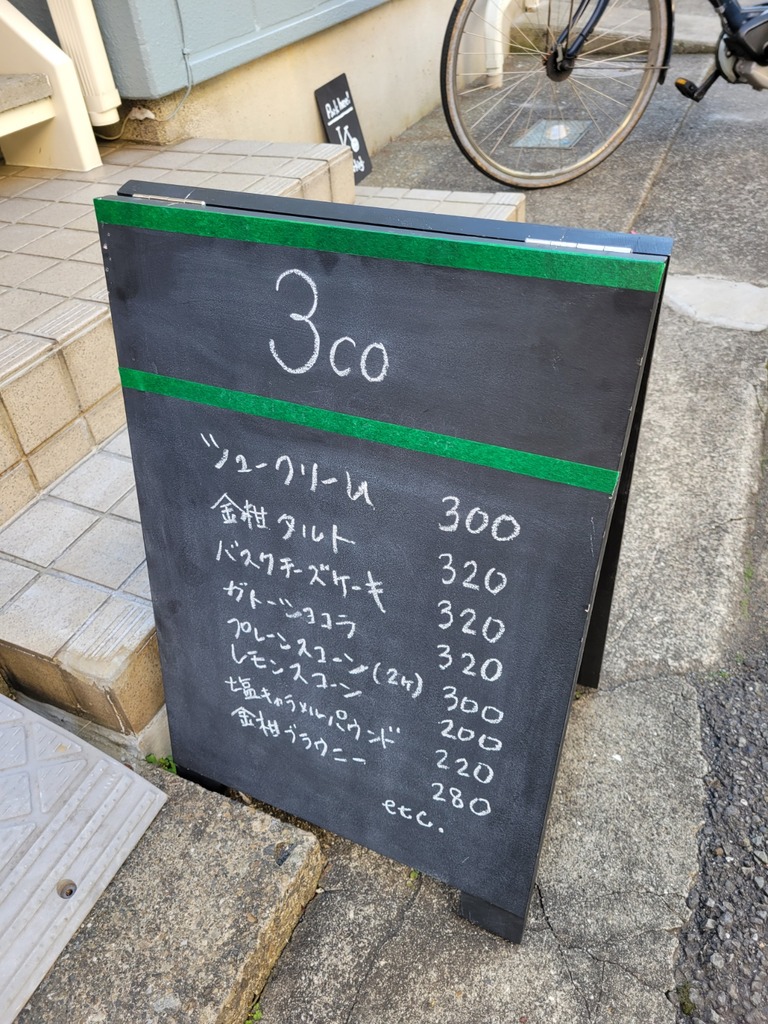 3co
シュークリーム 300
金柑タルト 320
バスクチーズケーキ 320
ガトーショコラ 320
プレーンスコーン(2ヶ) 300
レモンスコーン 200
塩キャラメルパウンド 220
金柑ブラウニー 280
etc.